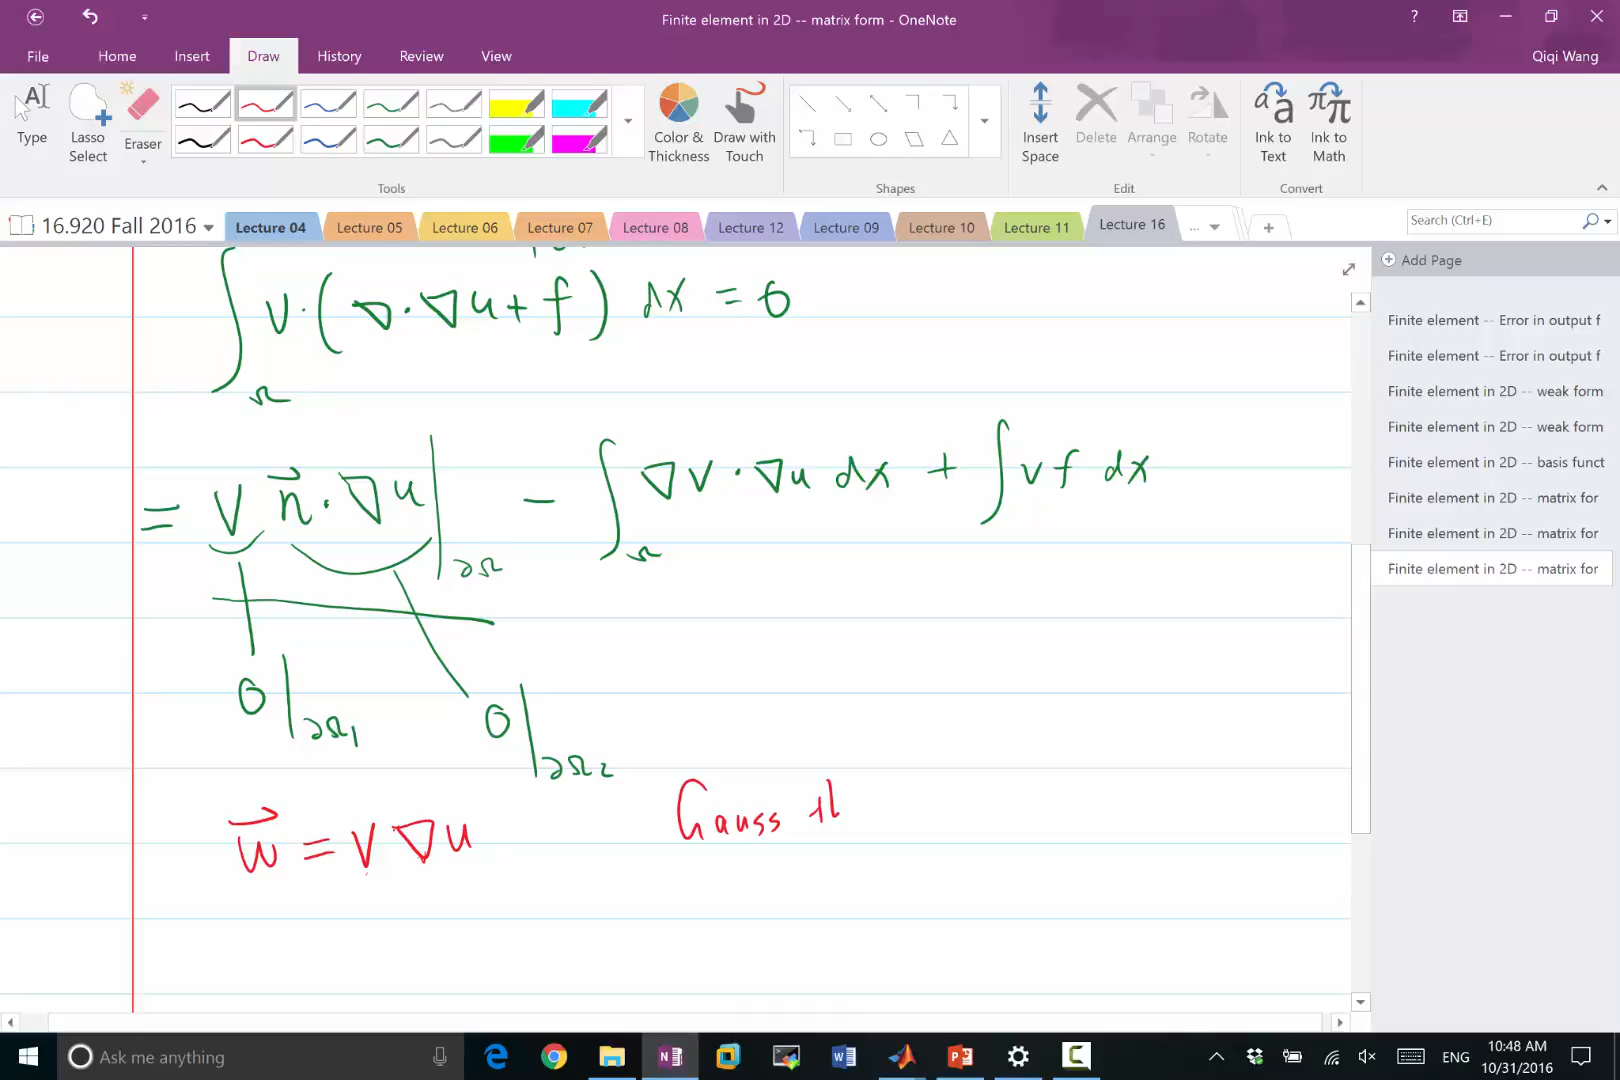 Finite element in 2D -- matrix form - OneNote
?
File Home Insert Draw History Review View
Qiqi Wang
Type
Lasso Select
Eraser
Color & Thickness
Draw with Touch
Insert Space
Delete
Arrange
Rotate
Ink to Text
Ink to Math
Tools
Shapes
Edit
Convert
16.920 Fall 2016
Lecture 04 Lecture 05 Lecture 06 Lecture 07 Lecture 08 Lecture 12 Lecture 09 Lecture 10 Lecture 11 Lecture 16 ... +
Search (Ctrl+E)
Add Page
Finite element -- Error in output f
Finite element -- Error in output f
Finite element in 2D -- weak form
Finite element in 2D -- weak form
Finite element in 2D -- basis funct
Finite element in 2D -- matrix for
Finite element in 2D -- matrix for
Finite element in 2D -- matrix for
∫_Ω v·(∇·∇u + f) dx = 0
= v n⃗·∇u |_∂Ω − ∫_Ω ∇v·∇u dx + ∫ v f dx
0 |_∂Ω₁ 0 |_∂Ω₂
w⃗ = v ∇u Gauss th
Ask me anything
ENG
10:48 AM
10/31/2016